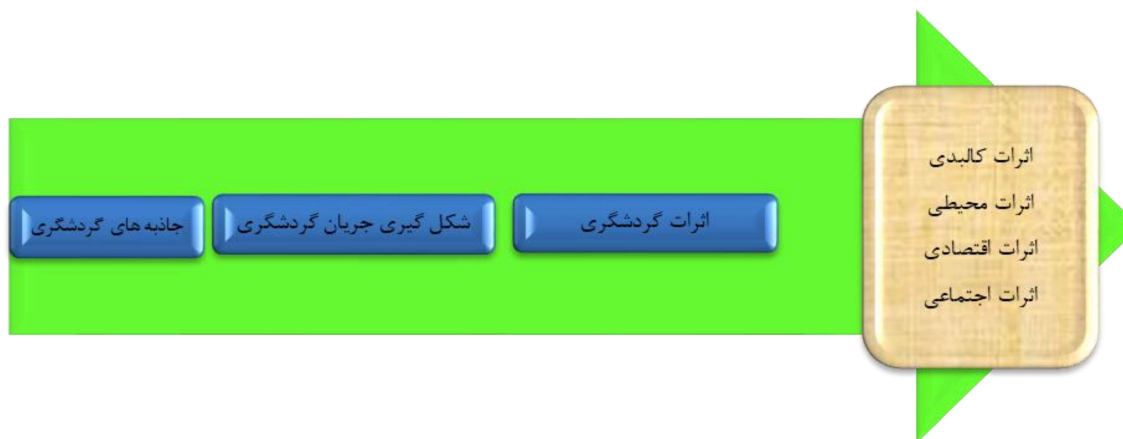 جاذبه های گردشگری
شکل گیری جریان گردشگری
اثرات گردشگری
اثرات کالبدی
اثرات محیطی
اثرات اقتصادی
اثرات اجتماعی